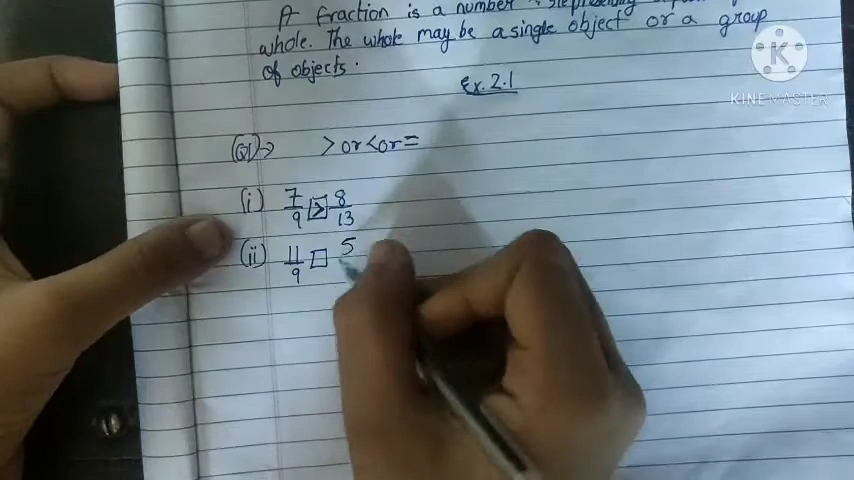 A fraction is a number
whole. The whole may be a single object or a group
of objects.
Ex. 2.1
Q1→ > or < or =
(i) 7/9 > 8/13
(ii) 11/9 □ 5
K
KINEMASTER